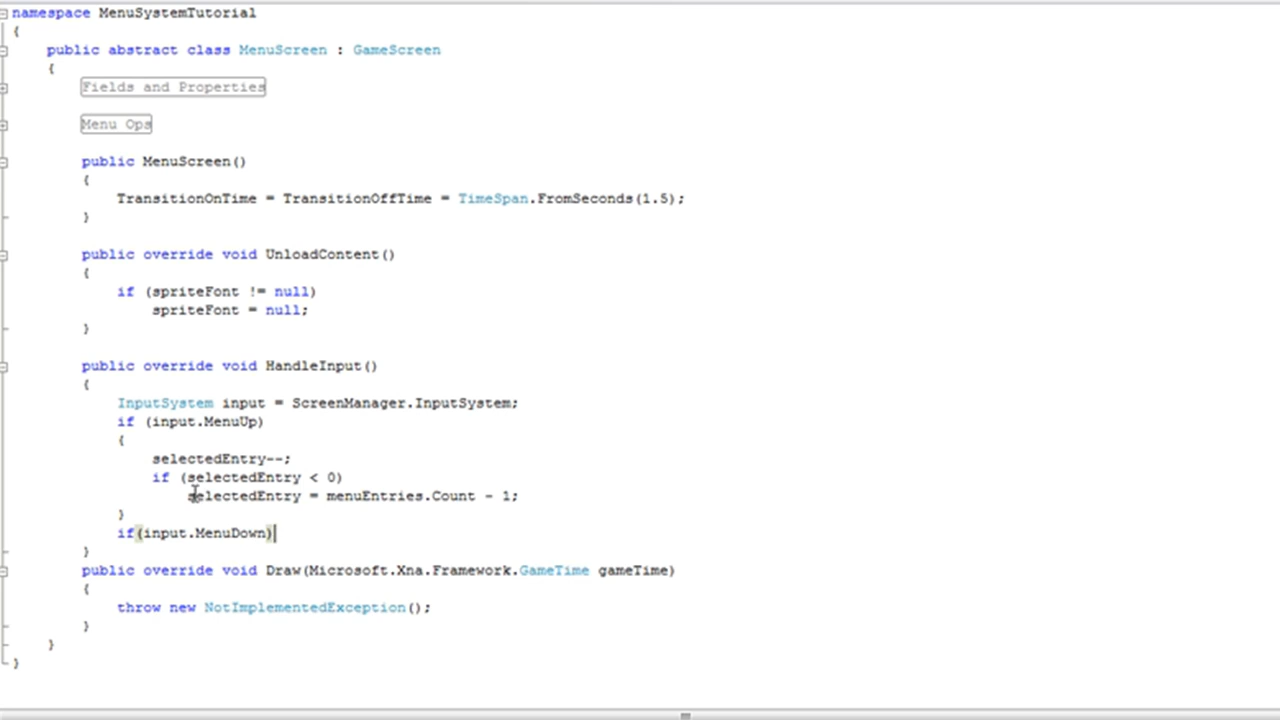 namespace MenuSystemTutorial
{
public abstract class MenuScreen : GameScreen
{
Fields and Properties
Menu Ops
public MenuScreen()
{
TransitionOnTime = TransitionOffTime = TimeSpan.FromSeconds(1.5);
}
public override void UnloadContent()
{
if (spriteFont != null)
spriteFont = null;
}
public override void HandleInput()
{
InputSystem input = ScreenManager.InputSystem;
if (input.MenuUp)
{
selectedEntry--;
if (selectedEntry < 0)
selectedEntry = menuEntries.Count - 1;
}
if(input.MenuDown)
}
public override void Draw(Microsoft.Xna.Framework.GameTime gameTime)
{
throw new NotImplementedException();
}
}
}